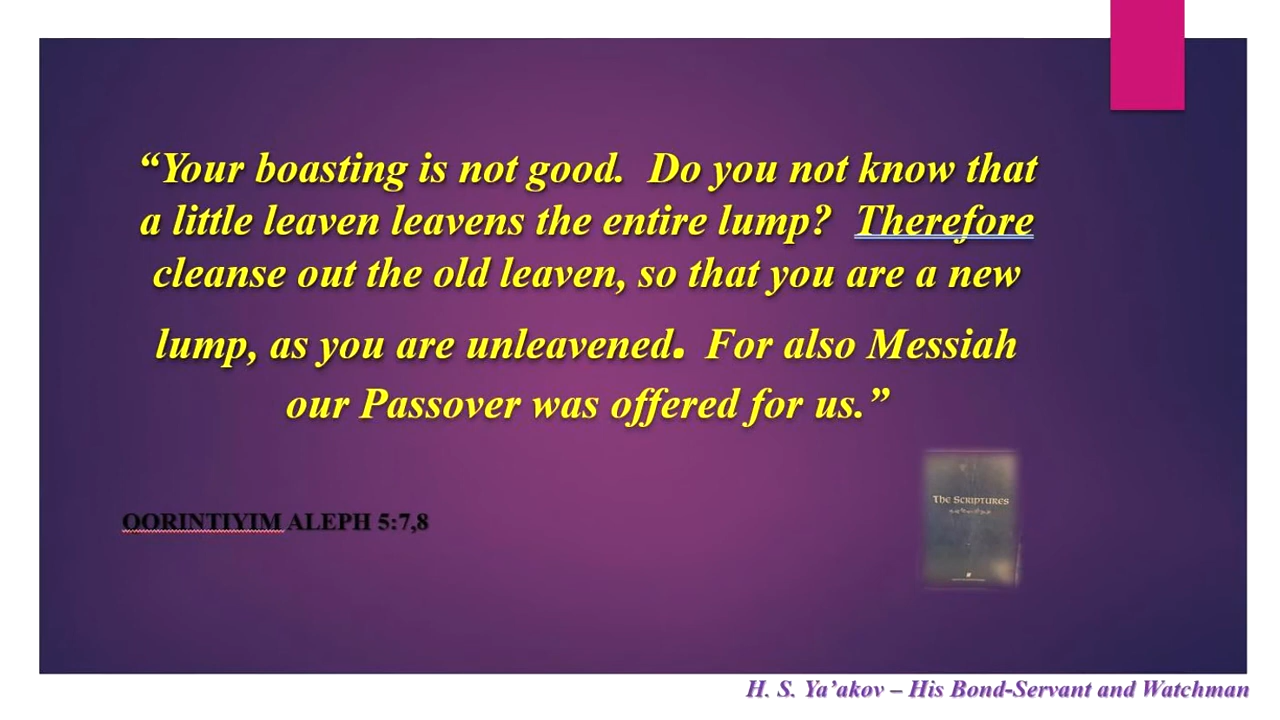 “Your boasting is not good.  Do you not know that
a little leaven leavens the entire lump?  Therefore
cleanse out the old leaven, so that you are a new
lump, as you are unleavened.  For also Messiah
our Passover was offered for us.”
The Scriptures
QORINTIYIM ALEPH 5:7,8
H. S. Ya’akov – His Bond-Servant and Watchman